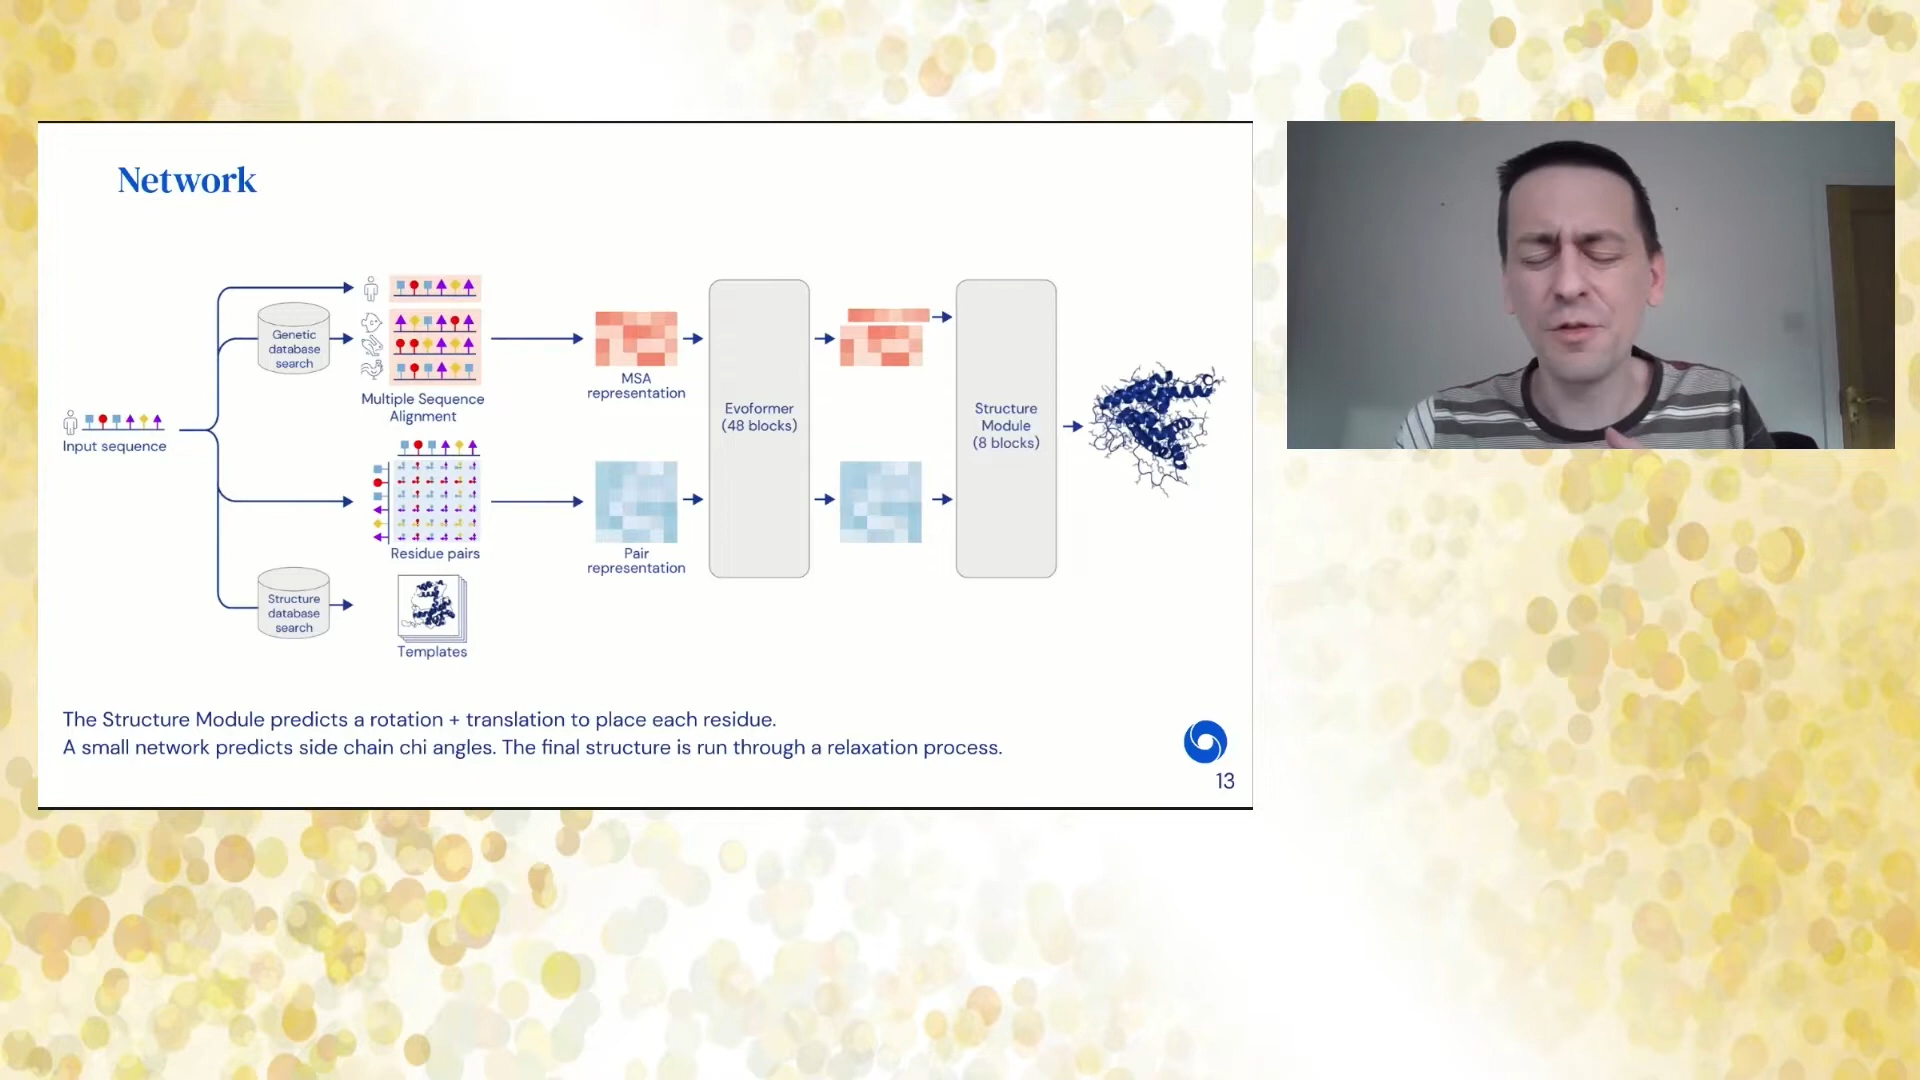 Network
Genetic
database
search
Multiple Sequence
Alignment
Input sequence
MSA
representation
Evoformer
(48 blocks)
Structure
Module
(8 blocks)
Residue pairs
Pair
representation
Structure
database
search
Templates
The Structure Module predicts a rotation + translation to place each residue.
A small network predicts side chain chi angles. The final structure is run through a relaxation process.
13